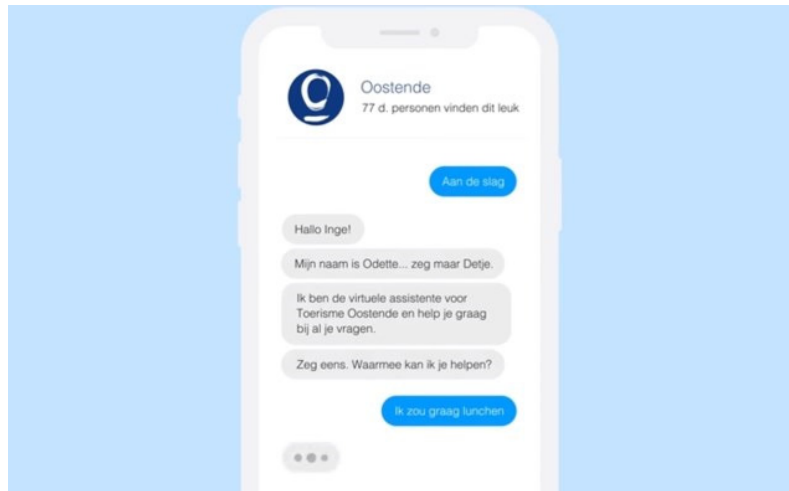 Oostende
77 d. personen vinden dit leuk
Aan de slag
Hallo Inge!
Mijn naam is Odette... zeg maar Detje.
Ik ben de virtuele assistente voor
Toerisme Oostende en help je graag
bij al je vragen.
Zeg eens. Waarmee kan ik je helpen?
Ik zou graag lunchen